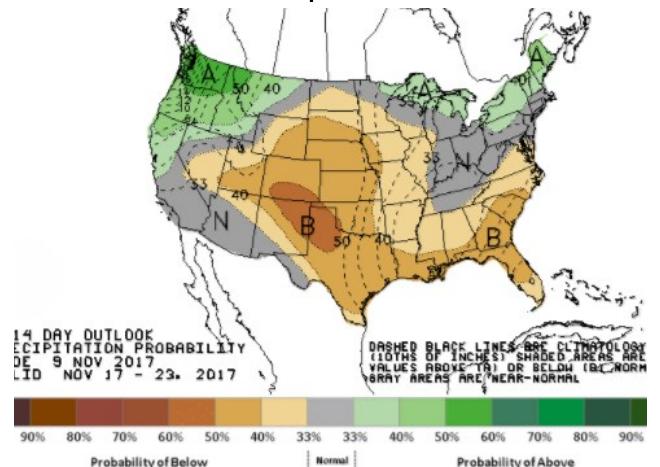 A 50 40
A
A
33 N
33
40
N B 50 40 B
14 DAY OUTLOOK
ECIPITATION PROBABILITY
DE 9 NOV 2017
LID NOV 17 - 23, 2017
DASHED BLACK LINES ARE CLIMATOLOGY
(10THS OF INCHES) SHADED AREAS ARE
VALUES ABOVE (A) OR BELOW (B) NORM
GRAY AREAS ARE NEAR-NORMAL
90% 80% 70% 60% 50% 40% 33% 33% 40% 50% 60% 70% 80% 90%
Probability of Below Normal Probability of Above